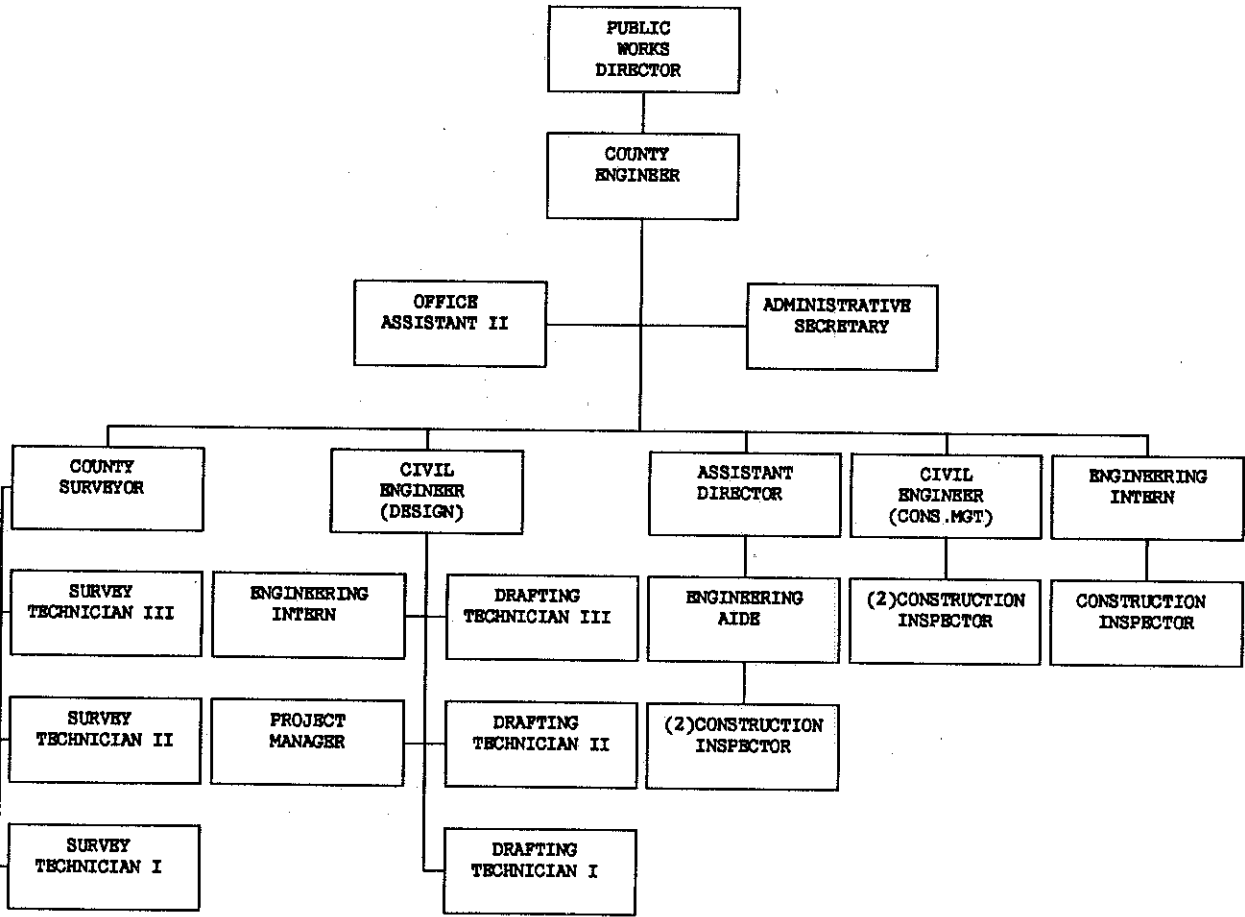 PUBLIC
WORKS
DIRECTOR
COUNTY
ENGINEER
OFFICE
ASSISTANT II
ADMINISTRATIVE
SECRETARY
COUNTY
SURVEYOR
CIVIL
ENGINEER
(DESIGN)
ASSISTANT
DIRECTOR
CIVIL
ENGINEER
(CONS.MGT)
ENGINEERING
INTERN
SURVEY
TECHNICIAN III
ENGINEERING
INTERN
DRAFTING
TECHNICIAN III
ENGINEERING
AIDE
(2)CONSTRUCTION
INSPECTOR
CONSTRUCTION
INSPECTOR
SURVEY
TECHNICIAN II
PROJECT
MANAGER
DRAFTING
TECHNICIAN II
(2)CONSTRUCTION
INSPECTOR
SURVEY
TECHNICIAN I
DRAFTING
TECHNICIAN I